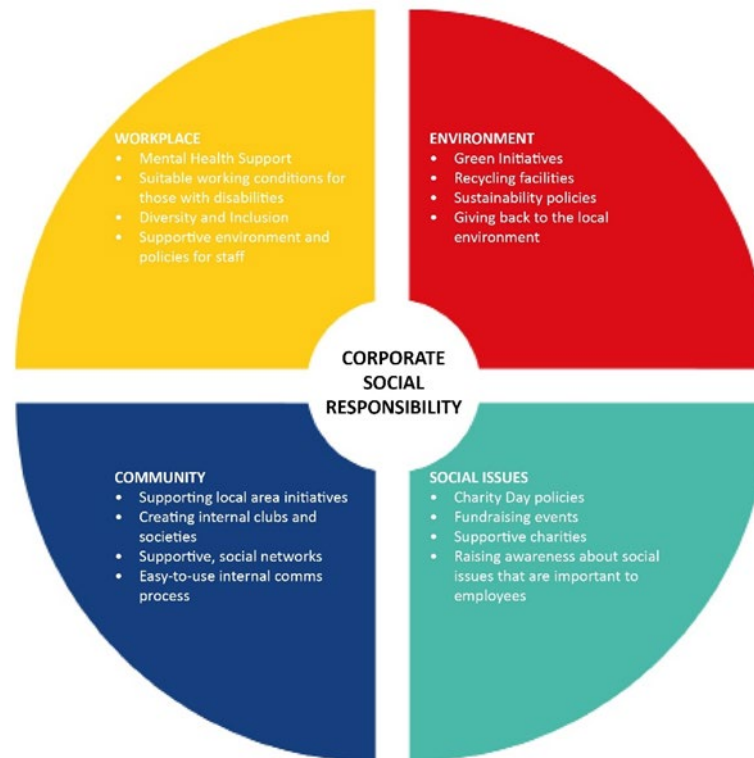 WORKPLACE
• Mental Health Support
• Suitable working conditions for
those with disabilities
• Diversity and Inclusion
• Supportive environment and
policies for staff
ENVIRONMENT
• Green Initiatives
• Recycling facilities
• Sustainability policies
• Giving back to the local
environment
CORPORATE
SOCIAL
RESPONSIBILITY
COMMUNITY
• Supporting local area initiatives
• Creating internal clubs and
societies
• Supportive, social networks
• Easy-to-use internal comms
process
SOCIAL ISSUES
• Charity Day policies
• Fundraising events
• Supportive charities
• Raising awareness about social
issues that are important to
employees